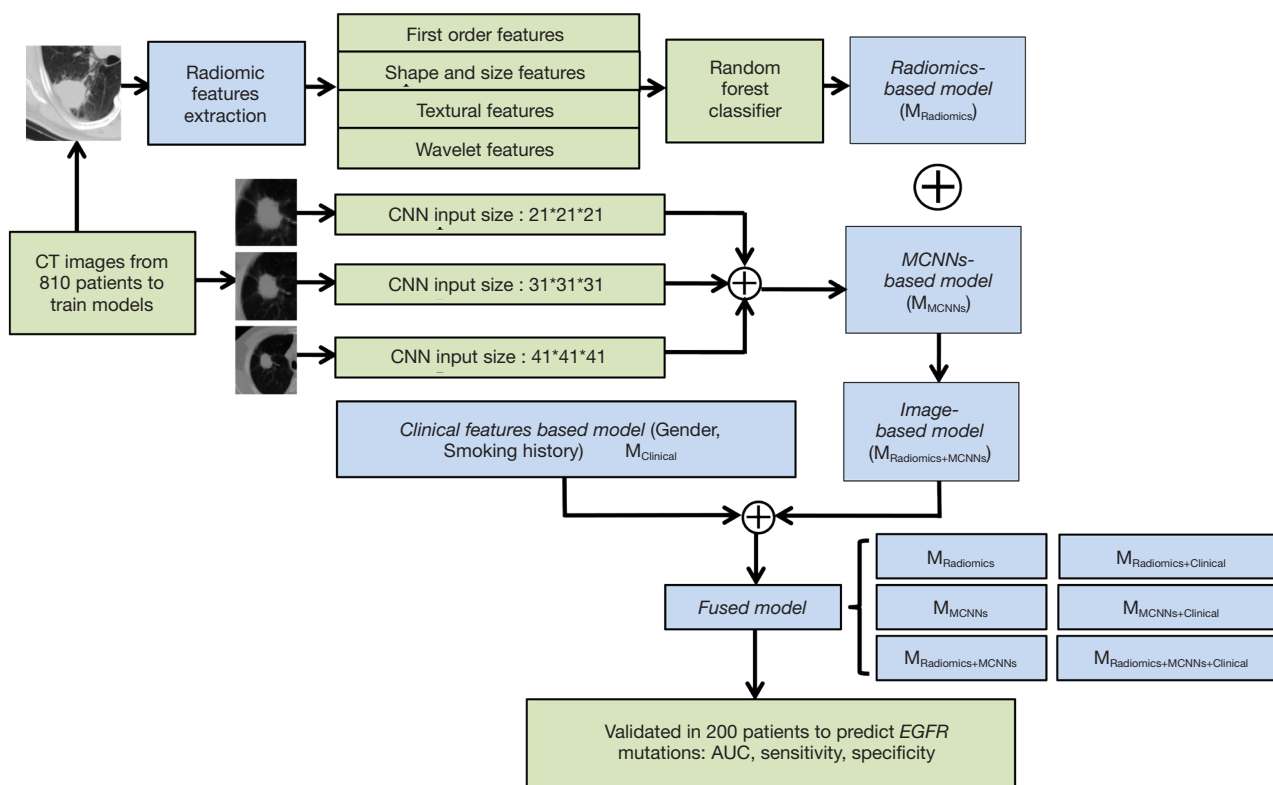 First order features
Shape and size features
Textural features
Wavelet features
Radiomic
features
extraction
Random
forest
classifier
Radiomics-
based model
(MRadiomics)
CT images from
810 patients to
train models
CNN input size : 21*21*21
CNN input size : 31*31*31
CNN input size : 41*41*41
MCNNs-
based model
(MMCNNs)
Clinical features based model (Gender,
Smoking history) MClinical
Image-
based model
(MRadiomics+MCNNs)
Fused model
MRadiomics
MRadiomics+Clinical
MMCNNs
MMCNNs+Clinical
MRadiomics+MCNNs
MRadiomics+MCNNs+Clinical
Validated in 200 patients to predict EGFR
mutations: AUC, sensitivity, specificity